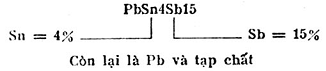 PbSn4Sb15
Sn = 4% Sb = 15%
Còn lại là Pb và tạp chất